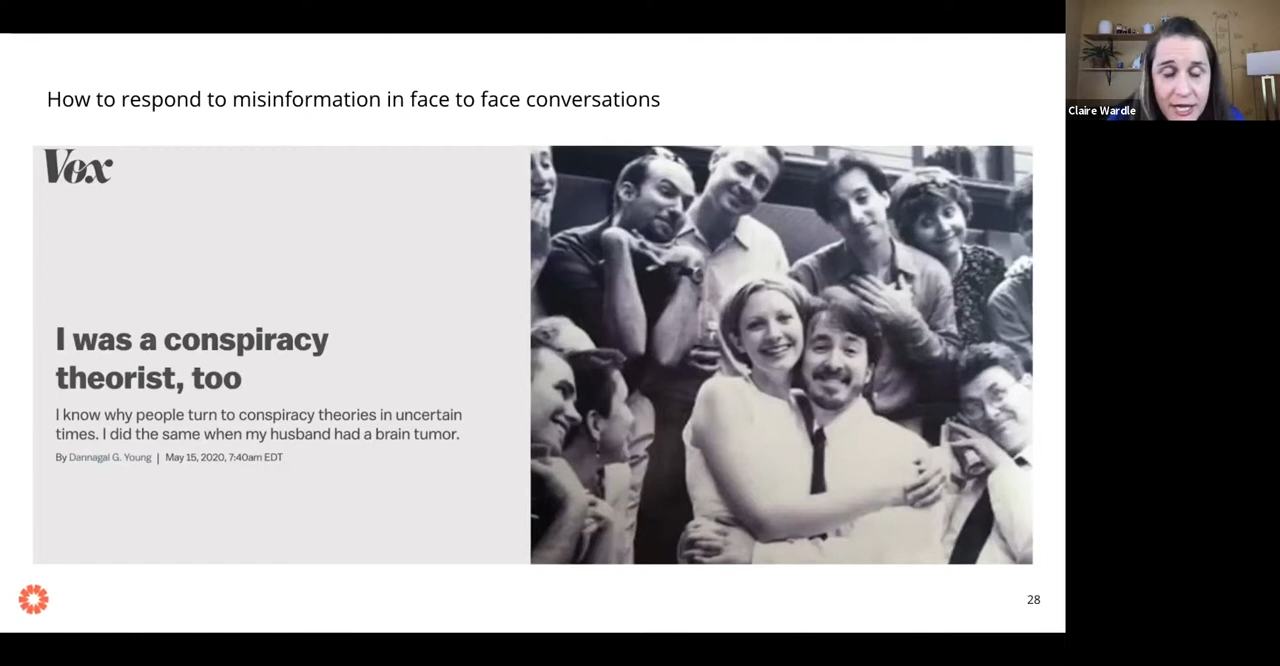 How to respond to misinformation in face to face conversations
Vox
I was a conspiracy
theorist, too
I know why people turn to conspiracy theories in uncertain
times. I did the same when my husband had a brain tumor.
By Dannagal G. Young | May 15, 2020, 7:40am EDT
28
Claire Wardle